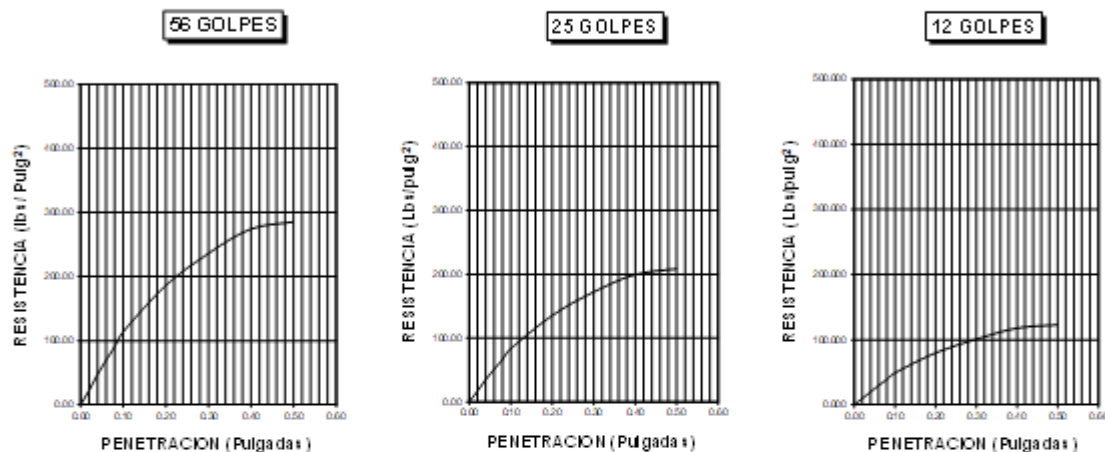 56 GOLPES
500.00
400.00
300.00
200.00
100.00
0.00
0.00 0.10 0.20 0.30 0.40 0.50 0.60
RESISTENCIA (lbs / Pulg²)
PENETRACION (Pulgadas)
25 GOLPES
500.00
400.00
300.00
200.00
100.00
0.00
0.00 0.10 0.20 0.30 0.40 0.50 0.60
RESISTENCIA (Lbs/pulg²)
PENETRACION (Pulgadas)
12 GOLPES
500.000
400.000
300.000
200.000
100.000
0.000
0.00 0.10 0.20 0.30 0.40 0.50 0.60
RESISTENCIA (Lbs/pulg²)
PENETRACION (Pulgadas)